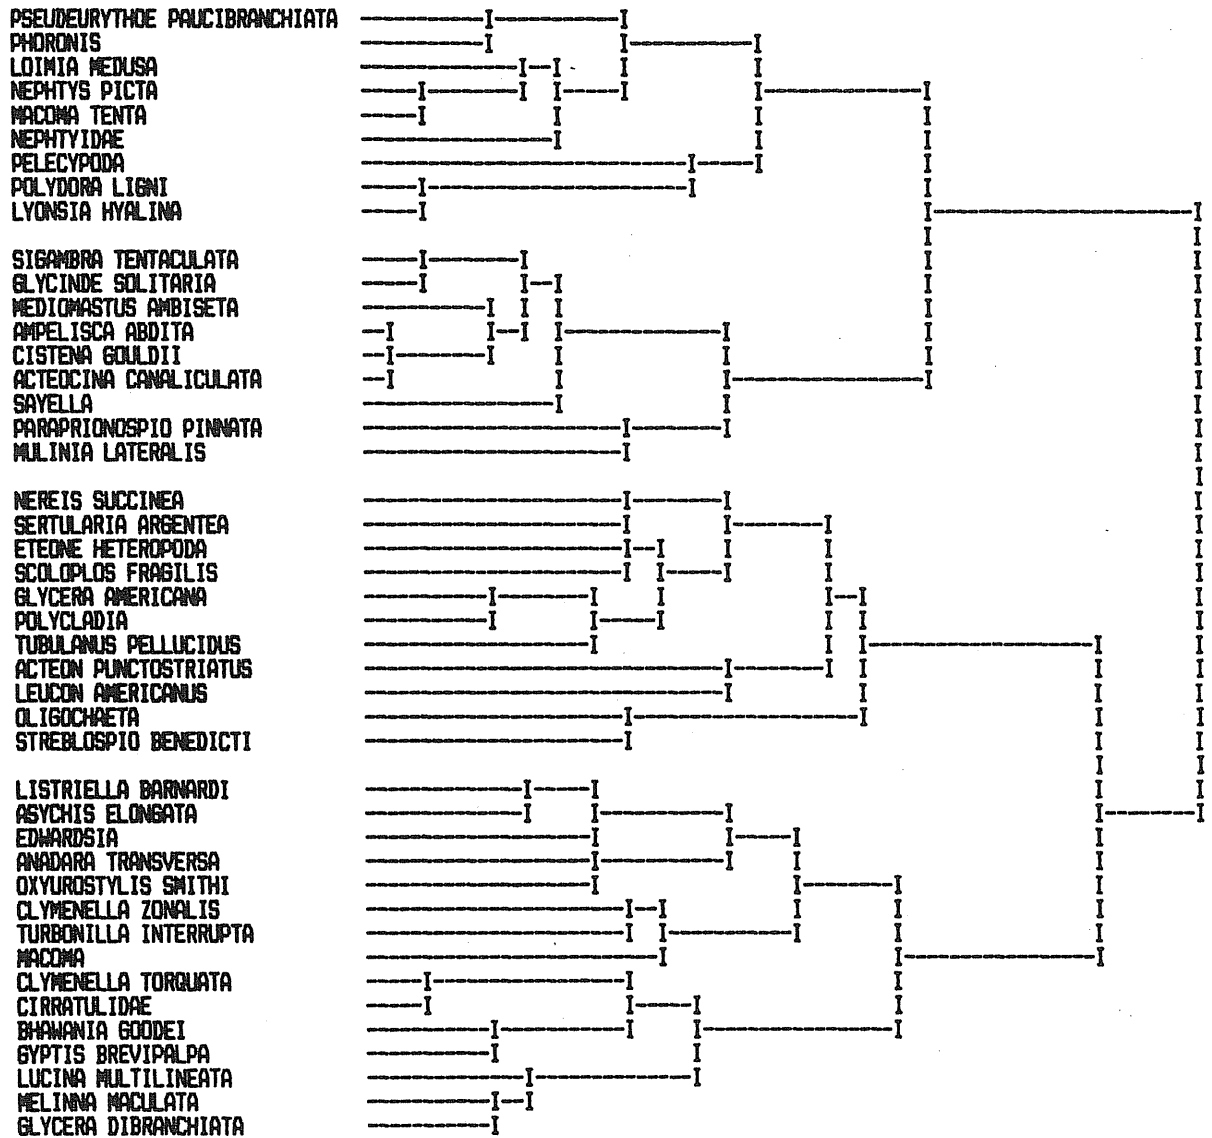 PSEUDEURYTHOE PAUCIBRANCHIATA
PHORONIS
LOIMIA MEDUSA
NEPHTYS PICTA
MACOMA TENTA
NEPHTYIDAE
PELECYPODA
POLYDORA LIGNI
LYONSIA HYALINA
SIGAMBRA TENTACULATA
GLYCINDE SOLITARIA
MEDIOMASTUS AMBISETA
AMPELISCA ABDITA
CISTENA GOULDII
ACTEOCINA CANALICULATA
SAYELLA
PARAPRIONOSPIO PINNATA
MULINIA LATERALIS
NEREIS SUCCINEA
SERTULARIA ARGENTEA
ETEONE HETEROPODA
SCOLOPLOS FRAGILIS
GLYCERA AMERICANA
POLYCLADIA
TUBULANUS PELLUCIDUS
ACTEON PUNCTOSTRIATUS
LEUCON AMERICANUS
OLIGOCHAETA
STREBLOSPIO BENEDICTI
LISTRIELLA BARNARDI
ASYCHIS ELONGATA
EDWARDSIA
ANADARA TRANSVERSA
OXYUROSTYLIS SMITHI
CLYMENELLA ZONALIS
TURBONILLA INTERRUPTA
MACOMA
CLYMENELLA TORQUATA
CIRRATULIDAE
BHAWANIA GOODEI
GYPTIS BREVIPALPA
LUCINA MULTILINEATA
MELINNA MACULATA
GLYCERA DIBRANCHIATA